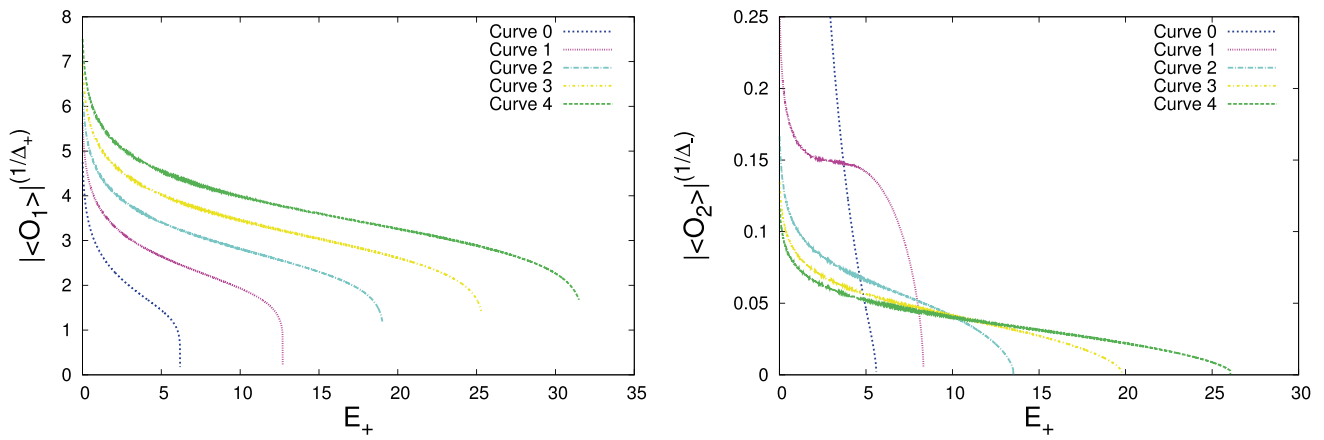 8
7
6
5
4
3
2
1
0
0
5
10
15
20
25
30
35
|<O₁>|^(1/Δ₊)
E₊
Curve 0
Curve 1
Curve 2
Curve 3
Curve 4
0.25
0.2
0.15
0.1
0.05
0
0
5
10
15
20
25
30
|<O₂>|^(1/Δ₋)
E₊
Curve 0
Curve 1
Curve 2
Curve 3
Curve 4